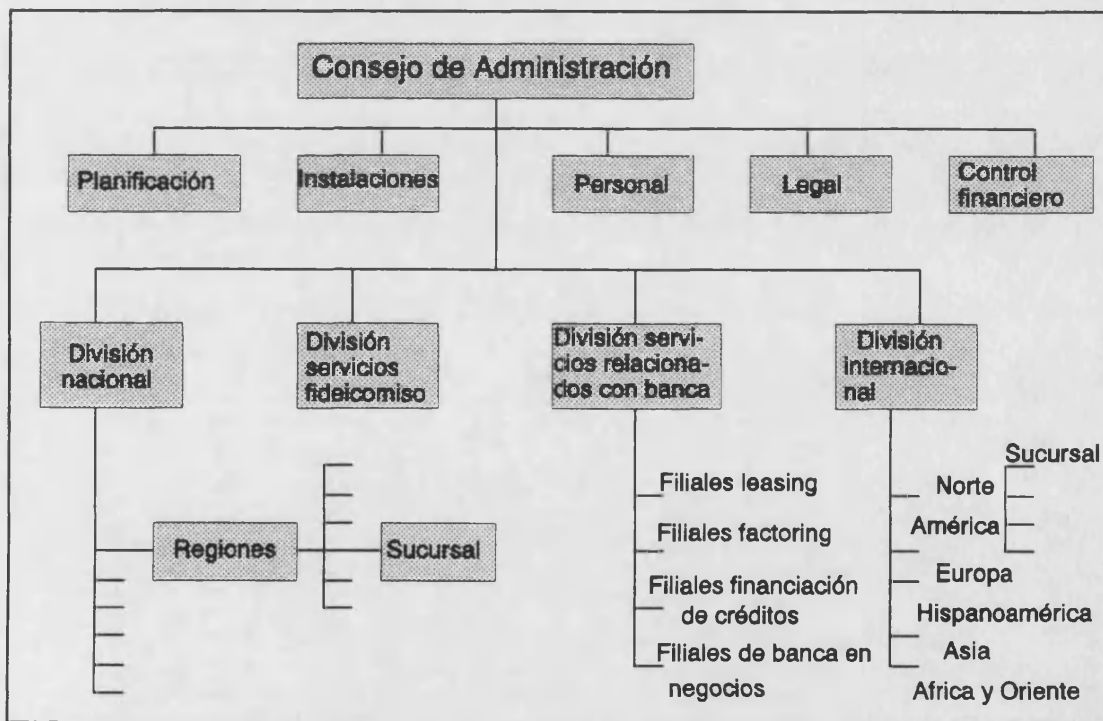 Consejo de Administración
Planificación
Instalaciones
Personal
Legal
Control
financiero
División
nacional
División
servicios
fideicomiso
División servi-
cios relaciona-
dos con banca
División
internacio-
nal
Regiones
Sucursal
Filiales leasing
Filiales factoring
Filiales financiación
de créditos
Filiales de banca en
negocios
Sucursal
Norte
América
Europa
Hispanoamérica
Asia
Africa y Oriente